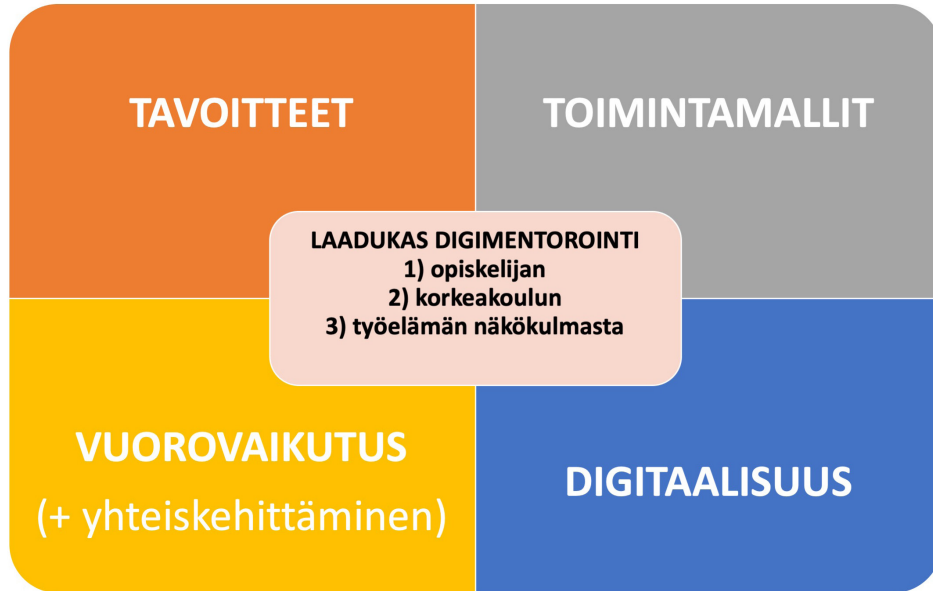 TAVOITTEET
TOIMINTAMALLIT
LAADUKAS DIGIMENTOROINTI
1) opiskelijan
2) korkeakoulun
3) työelämän näkökulmasta
VUOROVAIKUTUS
(+ yhteiskehittäminen)
DIGITAALISUUS